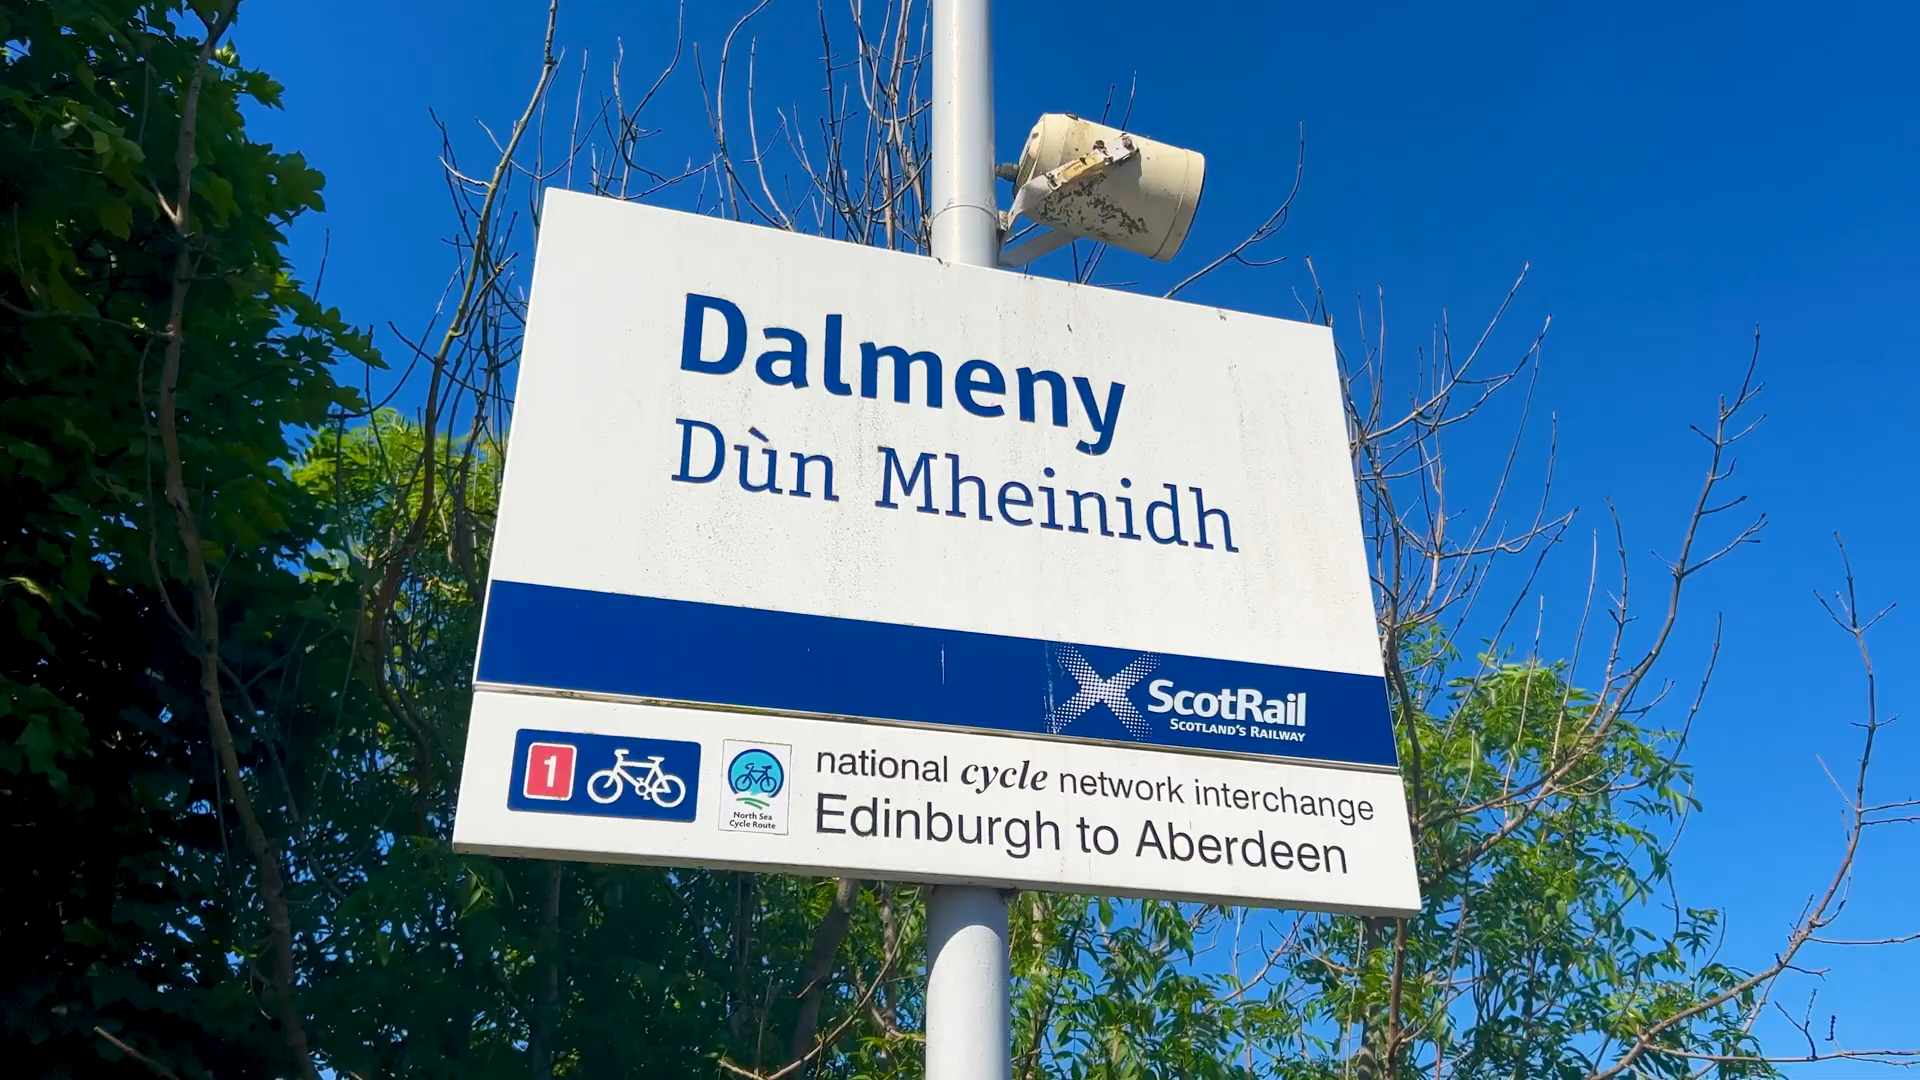 Dalmeny
Dùn Mheinidh
ScotRail
SCOTLAND'S RAILWAY
1
North Sea
Cycle Route
national cycle network interchange
Edinburgh to Aberdeen